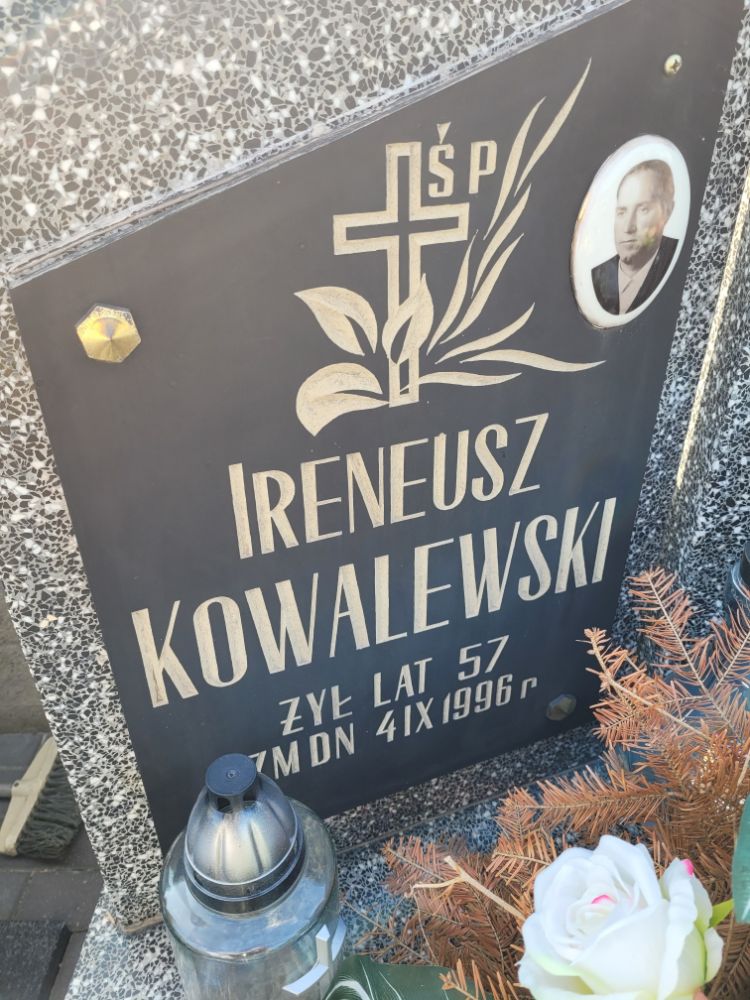 ŚP
IRENEUSZ
KOWALEWSKI
ŻYŁ LAT 57
ZM DN 4 IX 1996 r